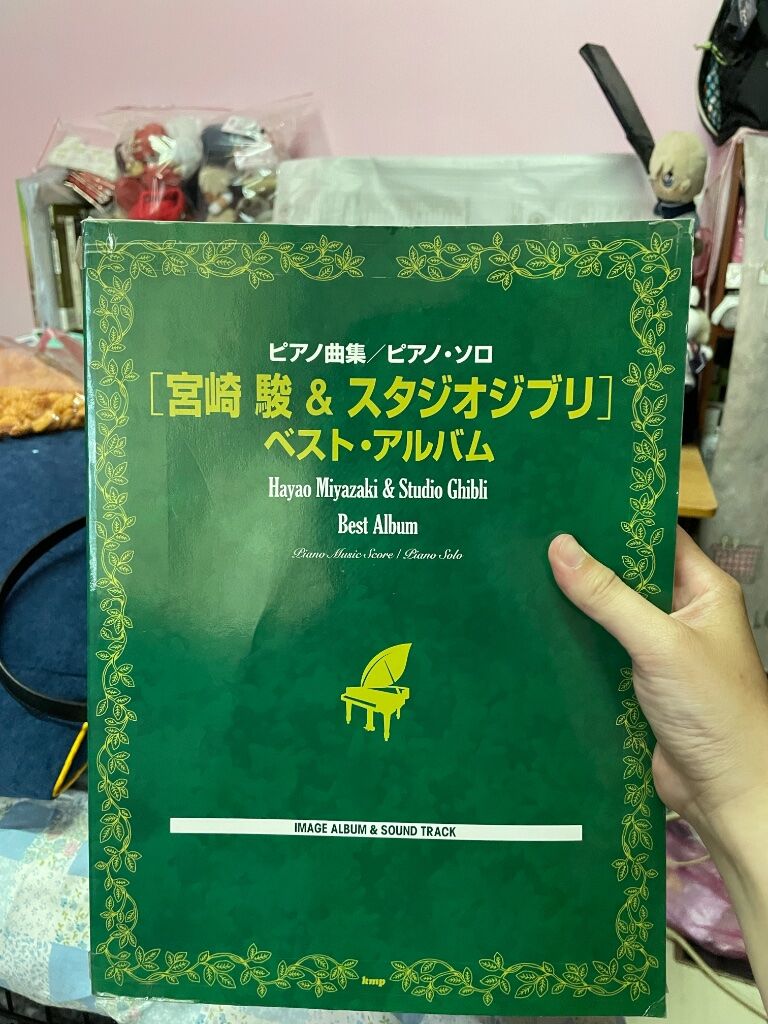 ピアノ曲集／ピアノ・ソロ
［宮崎 駿 & スタジオジブリ］
ベスト・アルバム
Hayao Miyazaki & Studio Ghibli
Best Album
Piano Music Score / Piano Solo
IMAGE ALBUM & SOUND TRACK
kmp